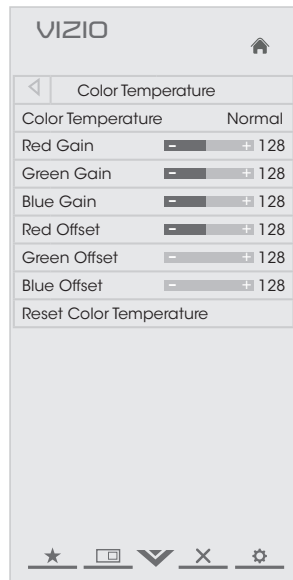 VIZIO
Color Temperature
Color Temperature Normal
Red Gain - + 128
Green Gain - + 128
Blue Gain - + 128
Red Offset - + 128
Green Offset - + 128
Blue Offset - + 128
Reset Color Temperature